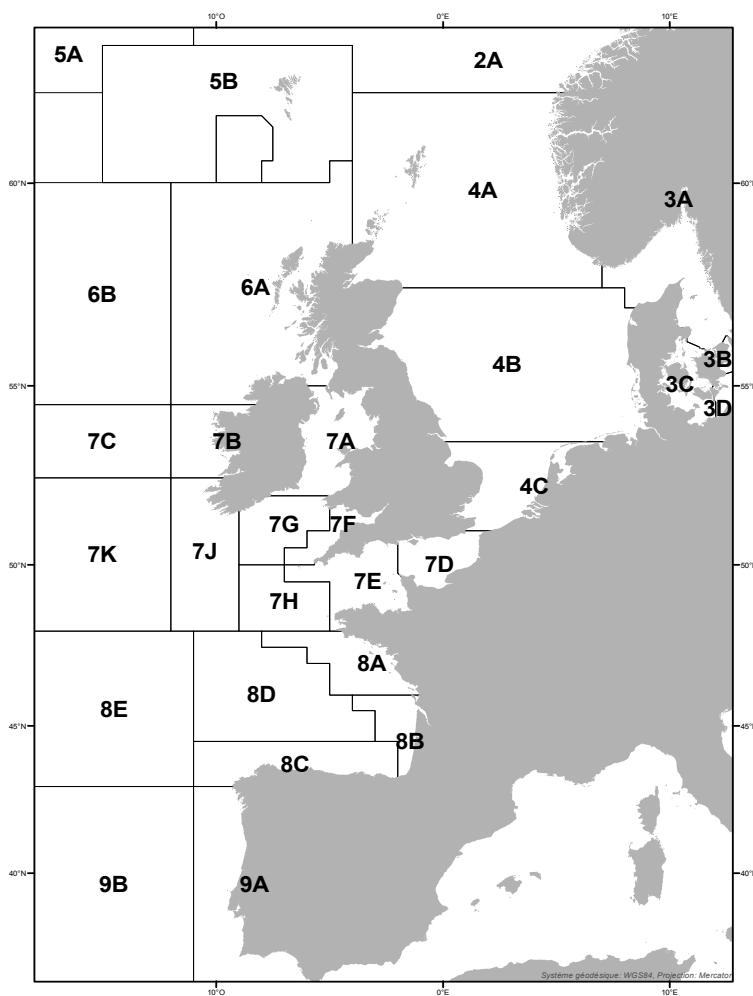 10°O 0°E 10°E
5A 2A
5B
60°N 60°N
4A 3A
6B 6A
4B 3B
55°N 3C 55°N
3D
7C 7B 7A
4C
7G 7F
7K 7J 7D
50°N 50°N
7E
7H
8A
8D
8E
45°N 8B 45°N
8C
40°N 40°N
9B 9A
Système géodésique: WGS84, Projection: Mercator
10°O 0°E 10°E